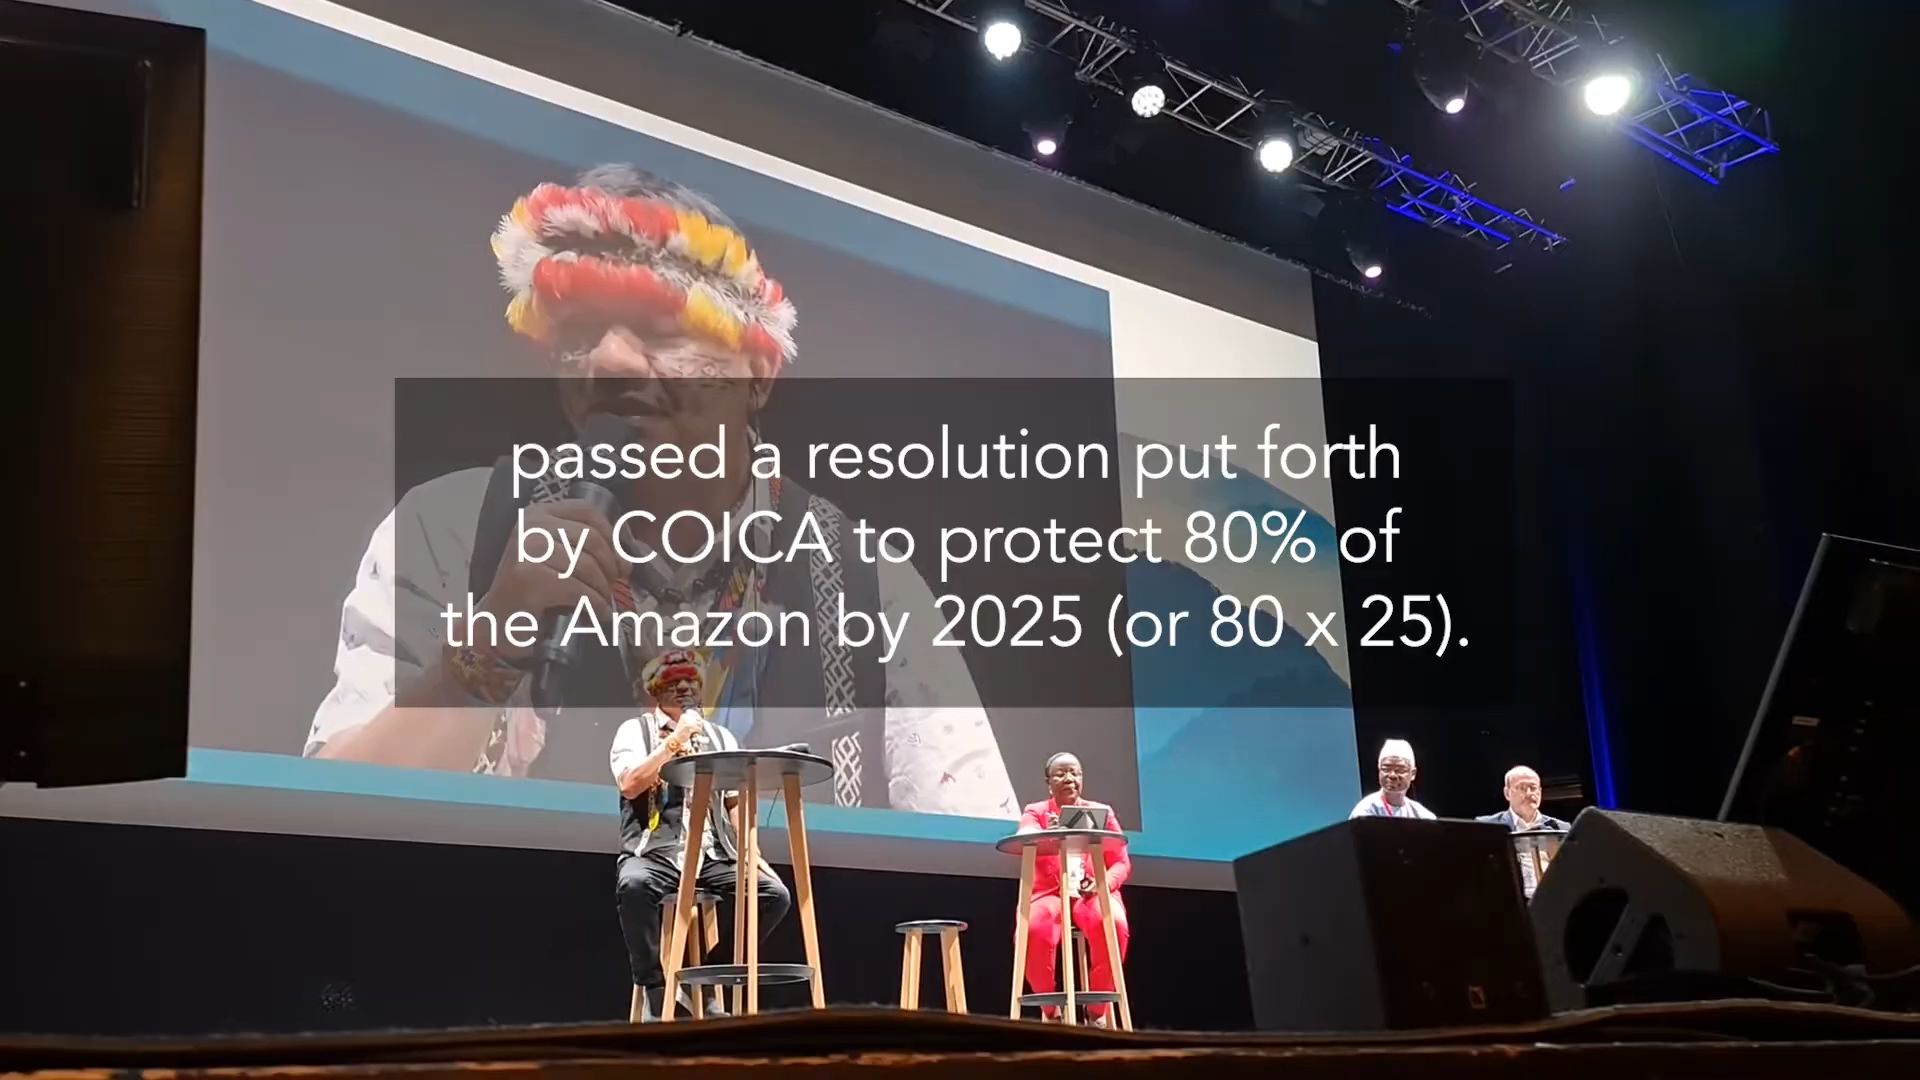 passed a resolution put forth
by COICA to protect 80% of
the Amazon by 2025 (or 80 x 25).